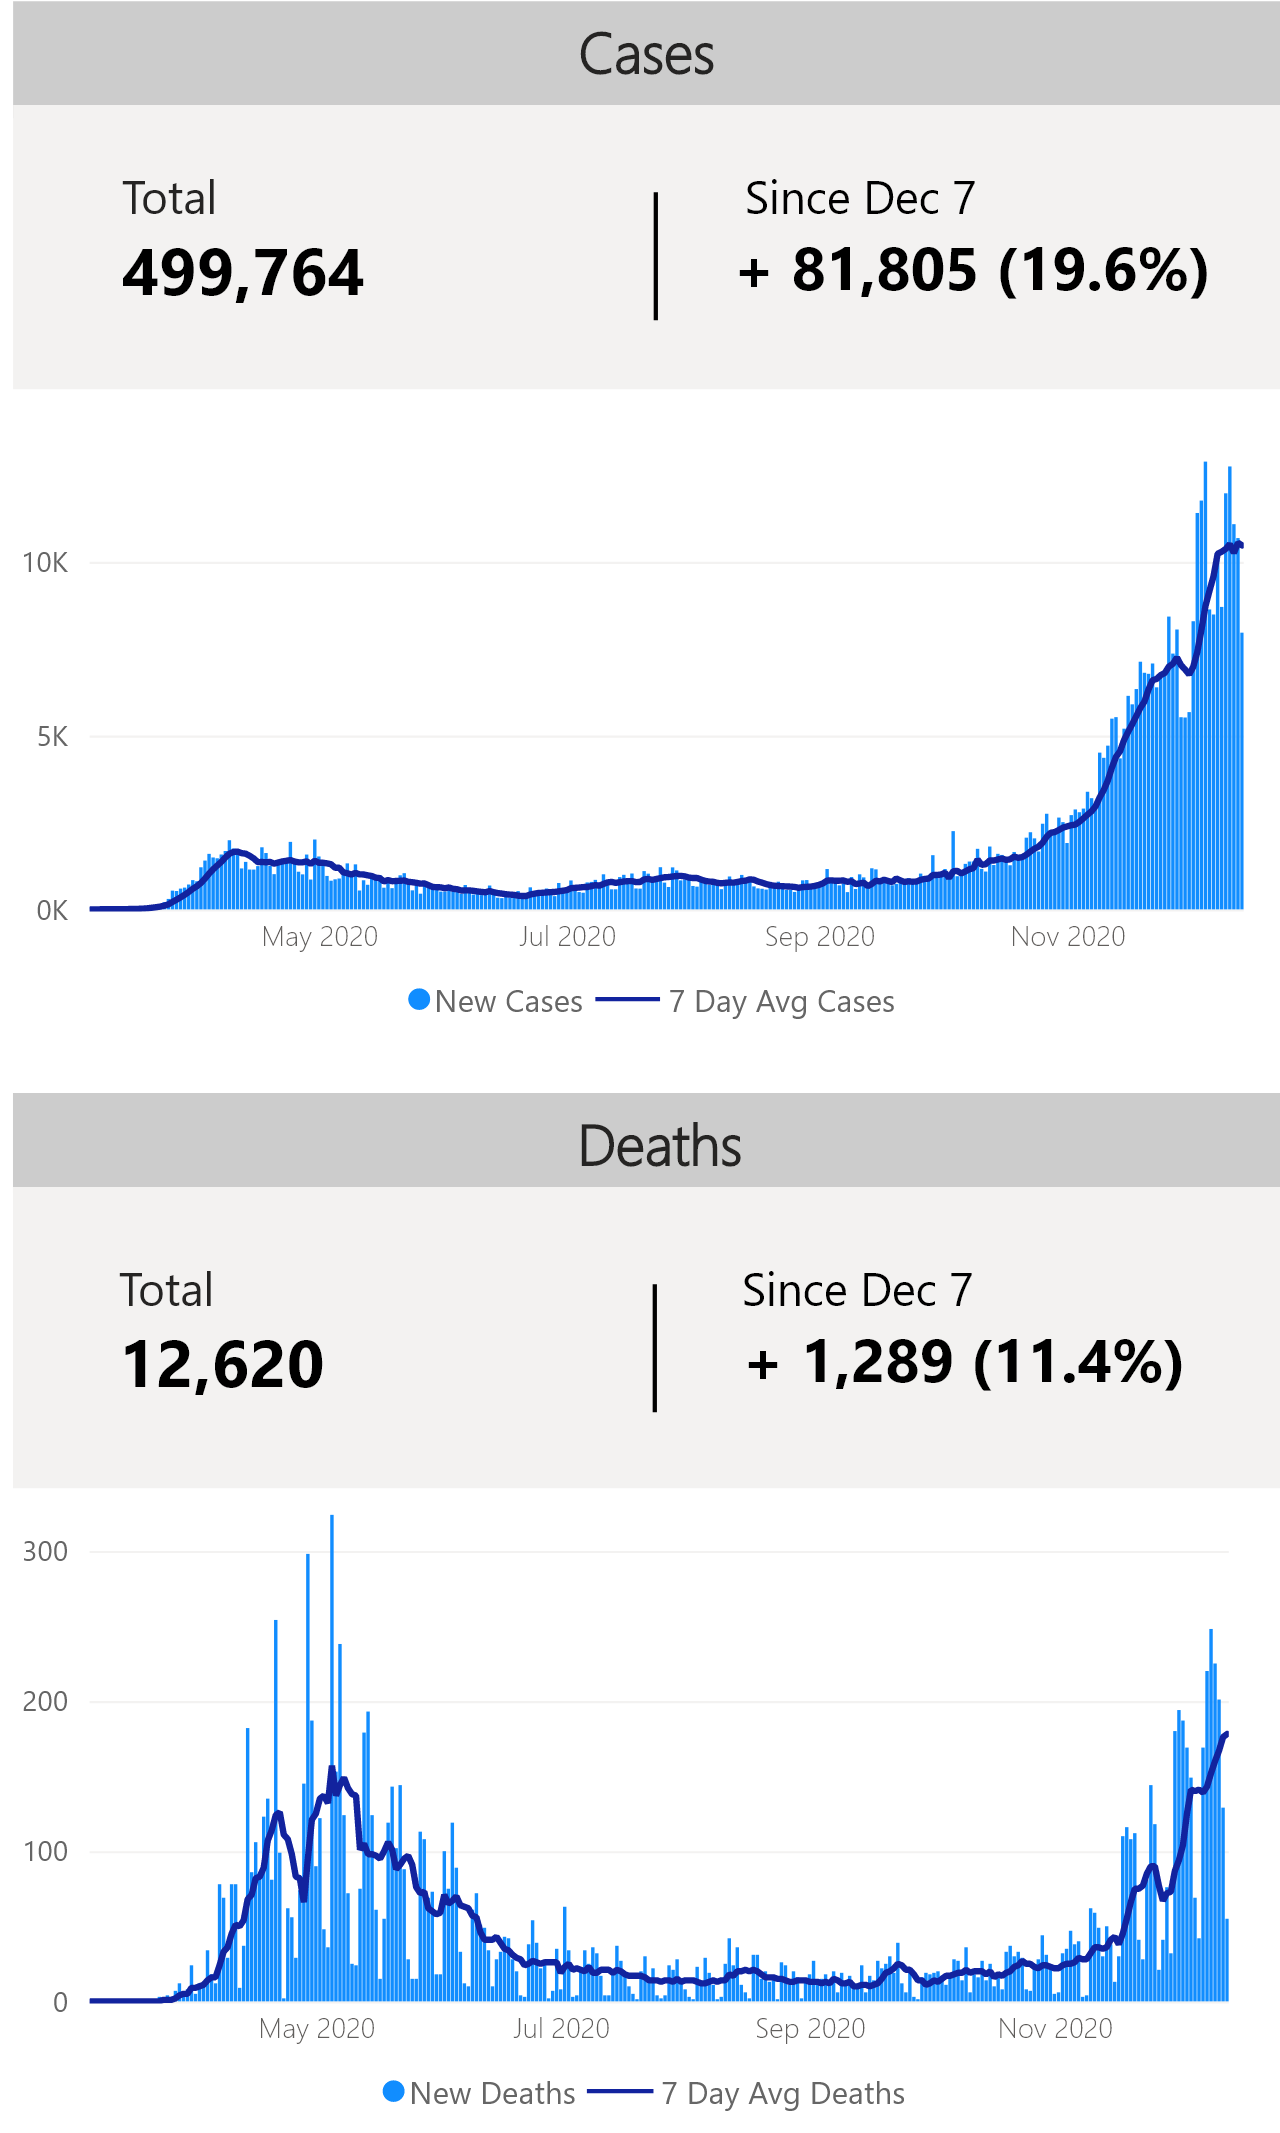 Cases
Total
Since Dec 7
499,764
+ 81,805 (19.6%)
10K
5K
0K
May 2020
Jul 2020
Sep 2020
Nov 2020
New Cases
7 Day Avg Cases
Deaths
Total
Since Dec 7
12,620
+ 1,289 (11.4%)
300
200
100
0
May 2020
Jul 2020
Sep 2020
Nov 2020
New Deaths
7 Day Avg Deaths